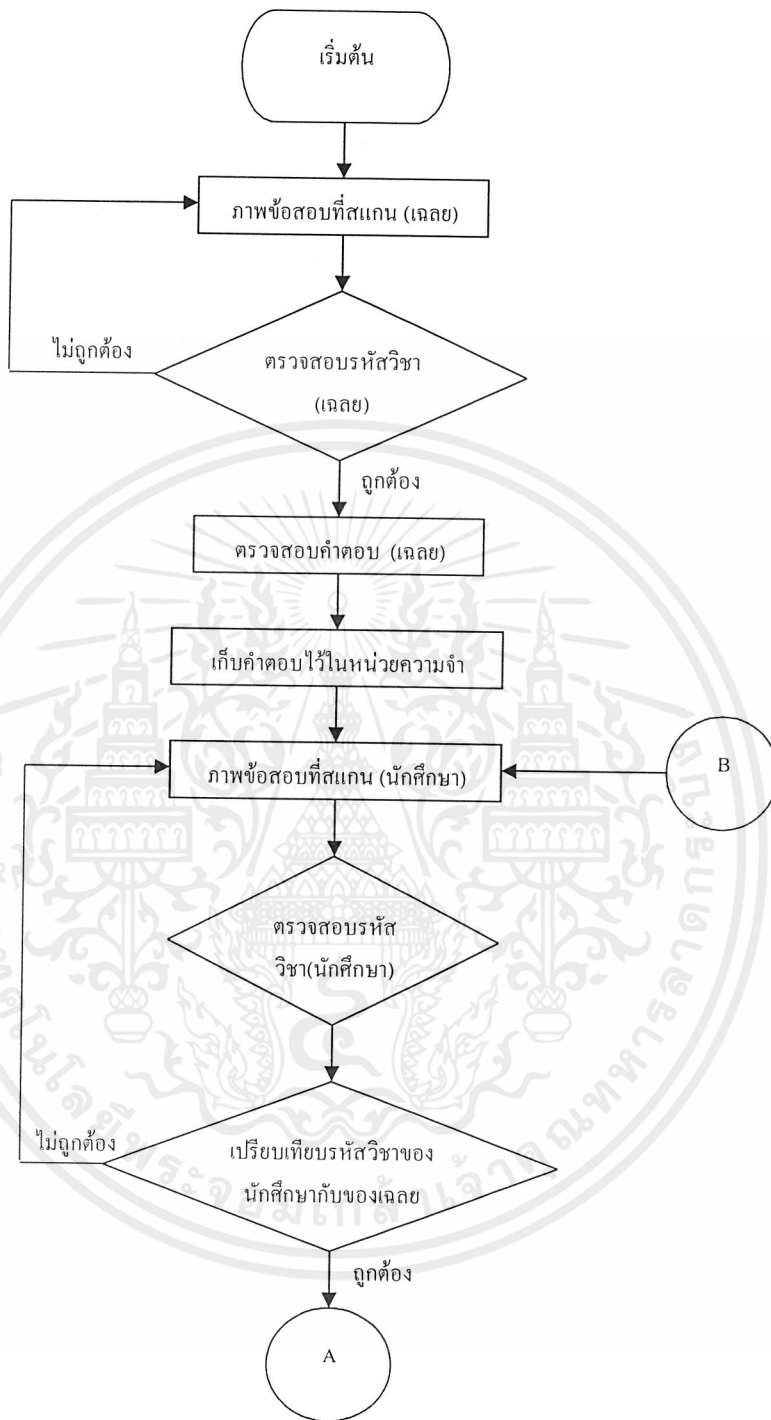 เริ่มต้น
ภาพข้อสอบที่สแกน (เฉลย)
ไม่ถูกต้อง
ตรวจสอบรหัสวิชา
(เฉลย)
ถูกต้อง
ตรวจสอบคำตอบ (เฉลย)
เก็บคำตอบไว้ในหน่วยความจำ
ภาพข้อสอบที่สแกน (นักศึกษา)
B
ตรวจสอบรหัส
วิชา(นักศึกษา)
ไม่ถูกต้อง
เปรียบเทียบรหัสวิชาของ
นักศึกษากับของเฉลย
ถูกต้อง
A